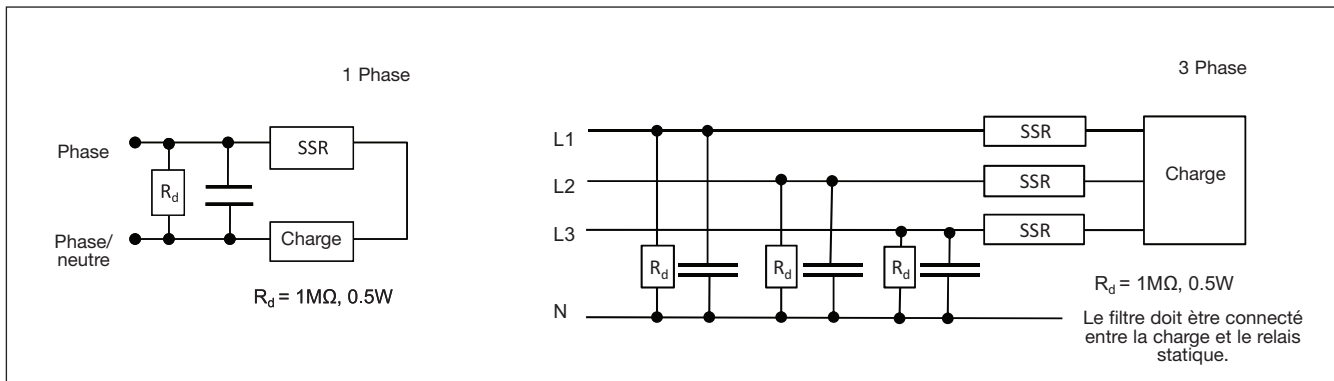 1 Phase
Phase
SSR
Rd
Phase/
neutre
Charge
Rd = 1MΩ, 0.5W
3 Phase
L1
SSR
L2
SSR
Charge
L3
SSR
Rd
Rd
Rd
N
Rd = 1MΩ, 0.5W
Le filtre doit ètre connecté
entre la charge et le relais
statique.